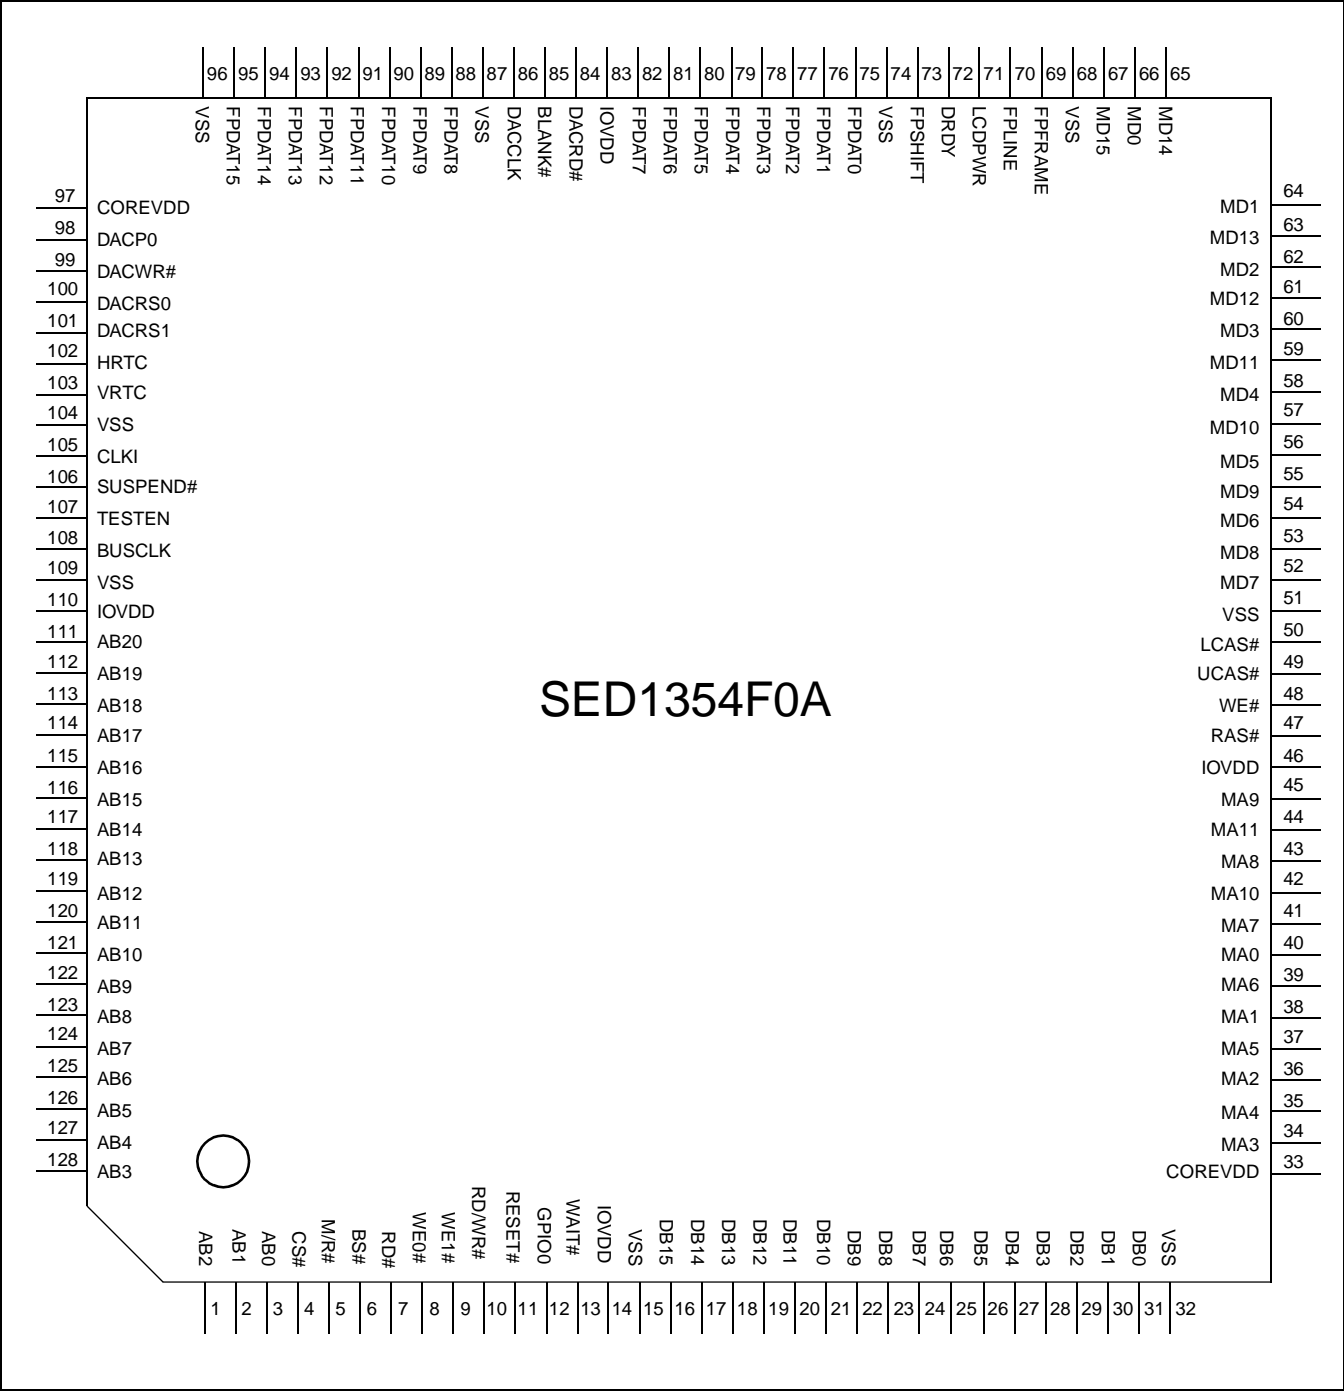 96 95 94 93 92 91 90 89 88 87 86 85 84 83 82 81 80 79 78 77 76 75 74 73 72 71 70 69 68 67 66 65
VSS FPDAT15 FPDAT14 FPDAT13 FPDAT12 FPDAT11 FPDAT10 FPDAT9 FPDAT8 VSS DACCLK BLANK# DACRD# IOVDD FPDAT7 FPDAT6 FPDAT5 FPDAT4 FPDAT3 FPDAT2 FPDAT1 FPDAT0 VSS FPSHIFT DRDY LCDPWR FPLINE FPFRAME VSS MD15 MD0 MD14
97 COREVDD
98 DACP0
99 DACWR#
100 DACRS0
101 DACRS1
102 HRTC
103 VRTC
104 VSS
105 CLKI
106 SUSPEND#
107 TESTEN
108 BUSCLK
109 VSS
110 IOVDD
111 AB20
112 AB19
113 AB18
114 AB17
115 AB16
116 AB15
117 AB14
118 AB13
119 AB12
120 AB11
121 AB10
122 AB9
123 AB8
124 AB7
125 AB6
126 AB5
127 AB4
128 AB3
SED1354F0A
MD1 64
MD13 63
MD2 62
MD12 61
MD3 60
MD11 59
MD4 58
MD10 57
MD5 56
MD9 55
MD6 54
MD8 53
MD7 52
VSS 51
LCAS# 50
UCAS# 49
WE# 48
RAS# 47
IOVDD 46
MA9 45
MA11 44
MA8 43
MA10 42
MA7 41
MA0 40
MA6 39
MA1 38
MA5 37
MA2 36
MA4 35
MA3 34
COREVDD 33
AB2 AB1 AB0 CS# M/R# BS# RD# WE0# WE1# RD/WR# RESET# GPIO0 WAIT# IOVDD VSS DB15 DB14 DB13 DB12 DB11 DB10 DB9 DB8 DB7 DB6 DB5 DB4 DB3 DB2 DB1 DB0 VSS
1 2 3 4 5 6 7 8 9 10 11 12 13 14 15 16 17 18 19 20 21 22 23 24 25 26 27 28 29 30 31 32